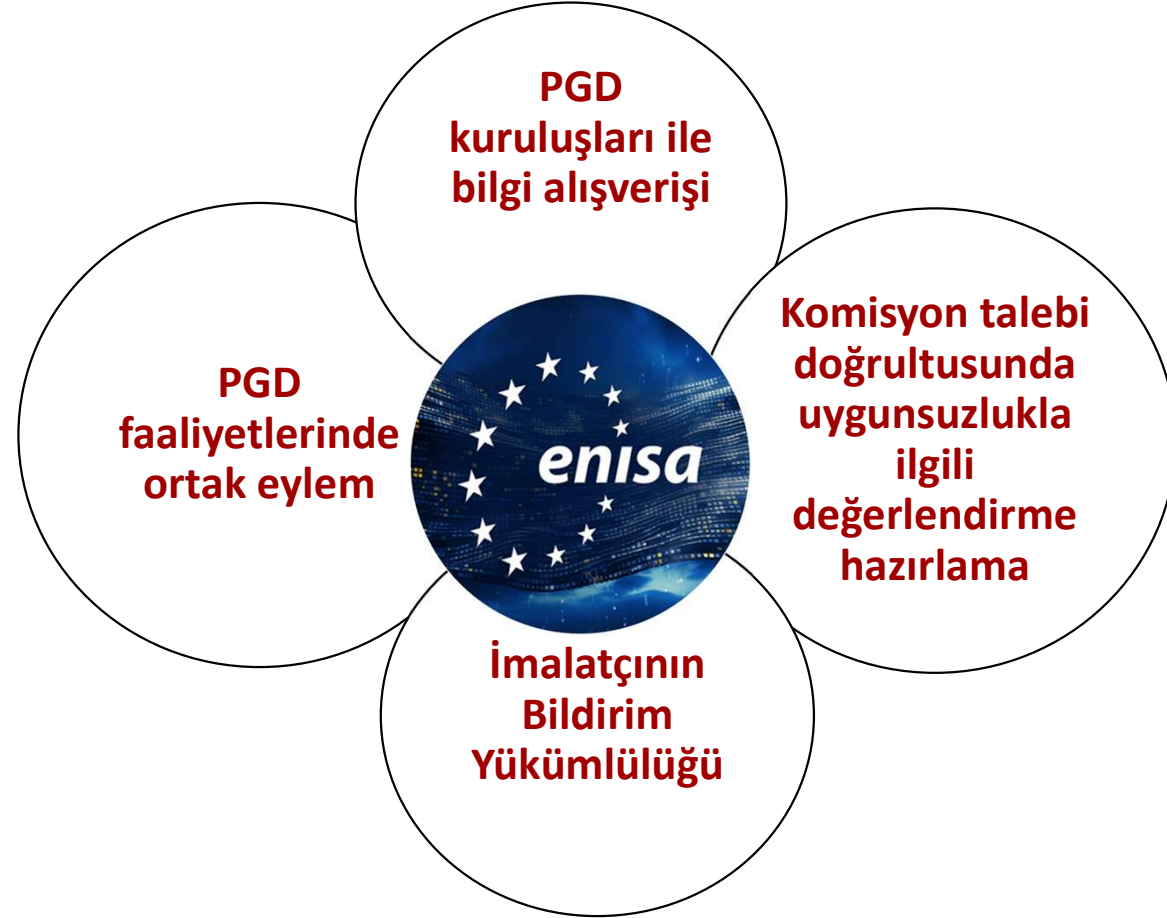 PGD
kuruluşları ile
bilgi alışverişi
PGD
faaliyetlerinde
ortak eylem
enisa
Komisyon talebi
doğrultusunda
uygunsuzlukla
ilgili
değerlendirme
hazırlama
İmalatçının
Bildirim
Yükümlülüğü